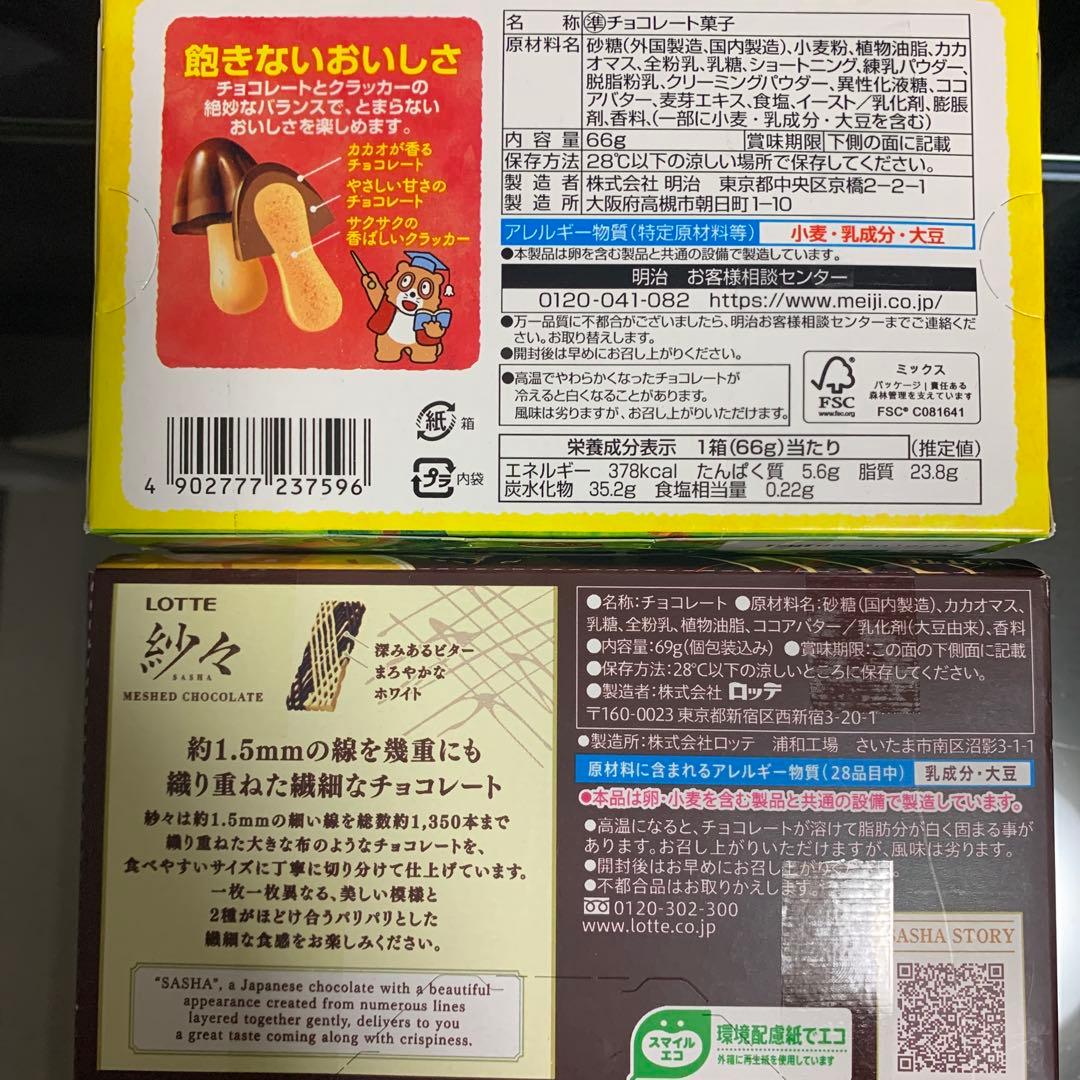 飽きないおいしさ
チョコレートとクラッカーの
絶妙なバランスで、とまらない
おいしさを楽しめます。
カカオが香る
チョコレート
やさしい甘さの
チョコレート
サクサクの
香ばしいクラッカー
紙 箱
プラ 内袋
4 902777 237596
名 称 準チョコレート菓子
原材料名 砂糖(外国製造、国内製造)、小麦粉、植物油脂、カカ
オマス、全粉乳、乳糖、ショートニング、練乳パウダー、
脱脂粉乳、クリーミングパウダー、異性化液糖、ココ
アバター、麦芽エキス、食塩、イースト/乳化剤、膨脹
剤、香料、(一部に小麦・乳成分・大豆を含む)
内容量 66g 賞味期限 下側の面に記載
保存方法 28℃以下の涼しい場所で保存してください。
製造者 株式会社 明治 東京都中央区京橋2-2-1
製造所 大阪府高槻市朝日町1-10
アレルギー物質(特定原材料等) 小麦・乳成分・大豆
●本製品は卵を含む製品と共通の設備で製造しています。
明治 お客様相談センター
0120-041-082 https://www.meiji.co.jp/
●万一品質に不都合がございましたら、明治お客様相談センターまでご連絡くだ
さい。お取り替えします。
●開封後は早めにお召し上がりください。
●高温でやわらかくなったチョコレートが
冷えると白くなることがあります。
風味は劣りますが、お召し上がりいただけます。
FSC
www.fsc.org
ミックス
パッケージ|責任ある
森林管理を支えています
FSC® C081641
栄養成分表示 1箱(66g)当たり (推定値)
エネルギー 378kcal たんぱく質 5.6g 脂質 23.8g
炭水化物 35.2g 食塩相当量 0.22g
LOTTE
紗々
SASHA
MESHED CHOCOLATE
深みあるビター
まろやかな
ホワイト
約1.5mmの線を幾重にも
織り重ねた繊細なチョコレート
紗々は約1.5mmの細い線を総数約1,350本まで
織り重ねた大きな布のようなチョコレートを、
食べやすいサイズに丁寧に切り分けて仕上げています。
一枚一枚異なる、美しい模様と
2種がほどけ合うパリパリとした
繊細な食感をお楽しみください。
"SASHA", a Japanese chocolate with a beautiful
appearance created from numerous lines
layered together gently, delivers to you
a great taste coming along with crispiness.
●名称:チョコレート ●原材料名:砂糖(国内製造)、カカオマス、
乳糖、全粉乳、植物油脂、ココアバター/乳化剤(大豆由来)、香料
●内容量:69g(個包装込み) ●賞味期限:この面の下側面に記載
●保存方法:28℃以下の涼しいところに保存してください。
●製造者:株式会社 ロッテ
〒160-0023 東京都新宿区西新宿3-20-1
●製造所:株式会社ロッテ 浦和工場 さいたま市南区沼影3-1-1
原材料に含まれるアレルギー物質(28品目中) 乳成分・大豆
●本品は卵・小麦を含む製品と共通の設備で製造しています。
●高温になると、チョコレートが溶けて脂肪分が白く固まる事が
あります。お召し上がりいただけますが、風味は劣ります。
●開封後はお早めにお召し上がりください。
●不都合品はお取りかえします。
0120-302-300
www.lotte.co.jp
SASHA STORY
スマイル
エコ
環境配慮紙でエコ
外箱に再生紙を使用しています